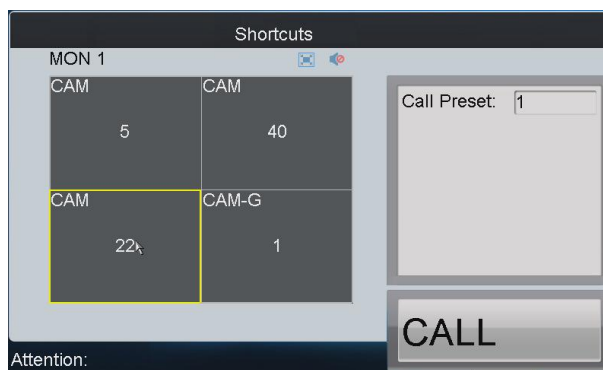 Shortcuts
MON 1
CAM
5
CAM
40
CAM
22
CAM-G
1
Call Preset: 1
CALL
Attention: